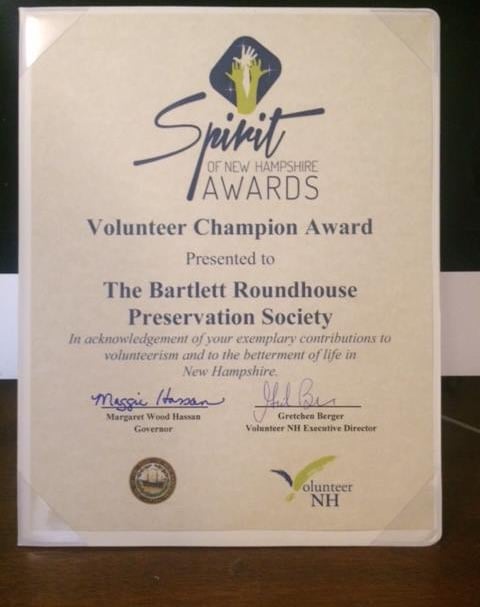 Spirit
OF NEW HAMPSHIRE
AWARDS
Volunteer Champion Award
Presented to
The Bartlett Roundhouse
Preservation Society
In acknowledgement of your exemplary contributions to
volunteerism and to the betterment of life in
New Hampshire.
Maggie Hassan
Margaret Wood Hassan
Governor
Gretchen Berger
Volunteer NH Executive Director
Volunteer
NH